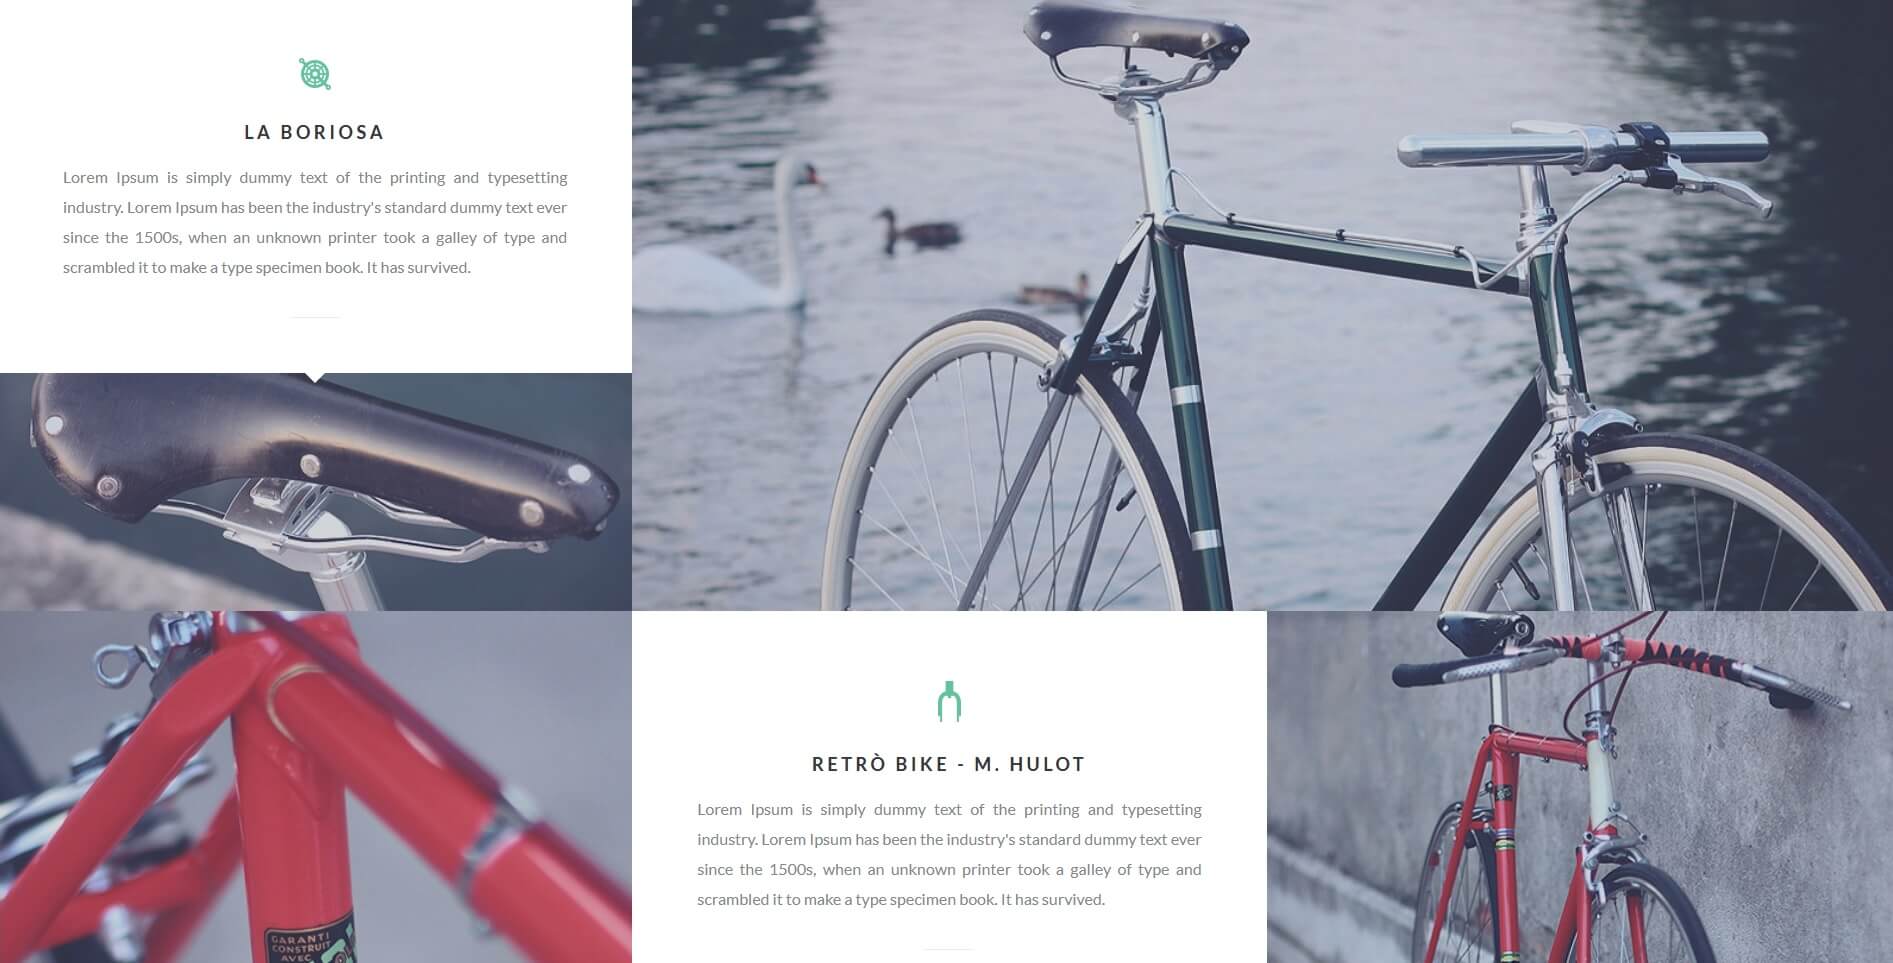 LA BORIOSA
Lorem Ipsum is simply dummy text of the printing and typesetting
industry. Lorem Ipsum has been the industry's standard dummy text ever
since the 1500s, when an unknown printer took a galley of type and
scrambled it to make a type specimen book. It has survived.
RETRÒ BIKE - M. HULOT
Lorem Ipsum is simply dummy text of the printing and typesetting
industry. Lorem Ipsum has been the industry's standard dummy text ever
since the 1500s, when an unknown printer took a galley of type and
scrambled it to make a type specimen book. It has survived.
GARANTI
CONSTRUIT
AVEC